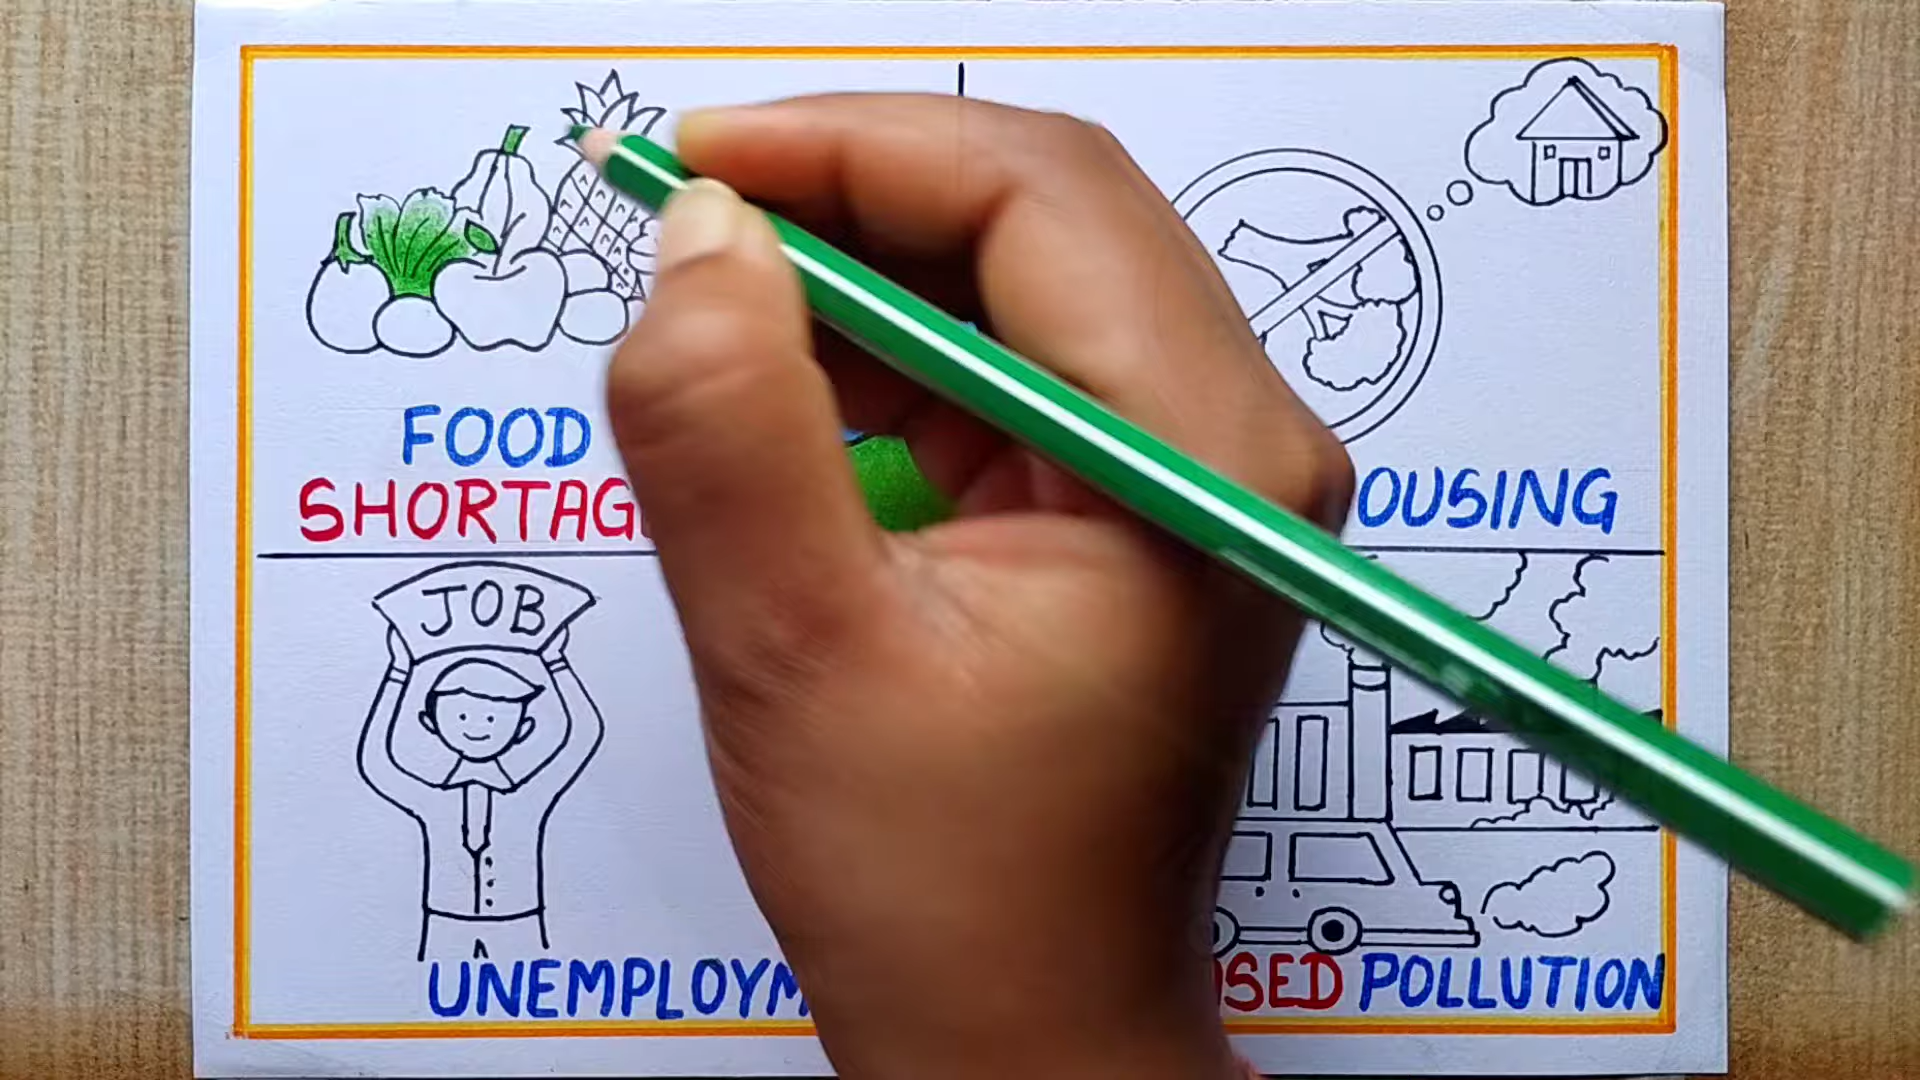 FOOD
SHORTAG
OUSING
JOB
UNEMPLOYM
SED POLLUTION